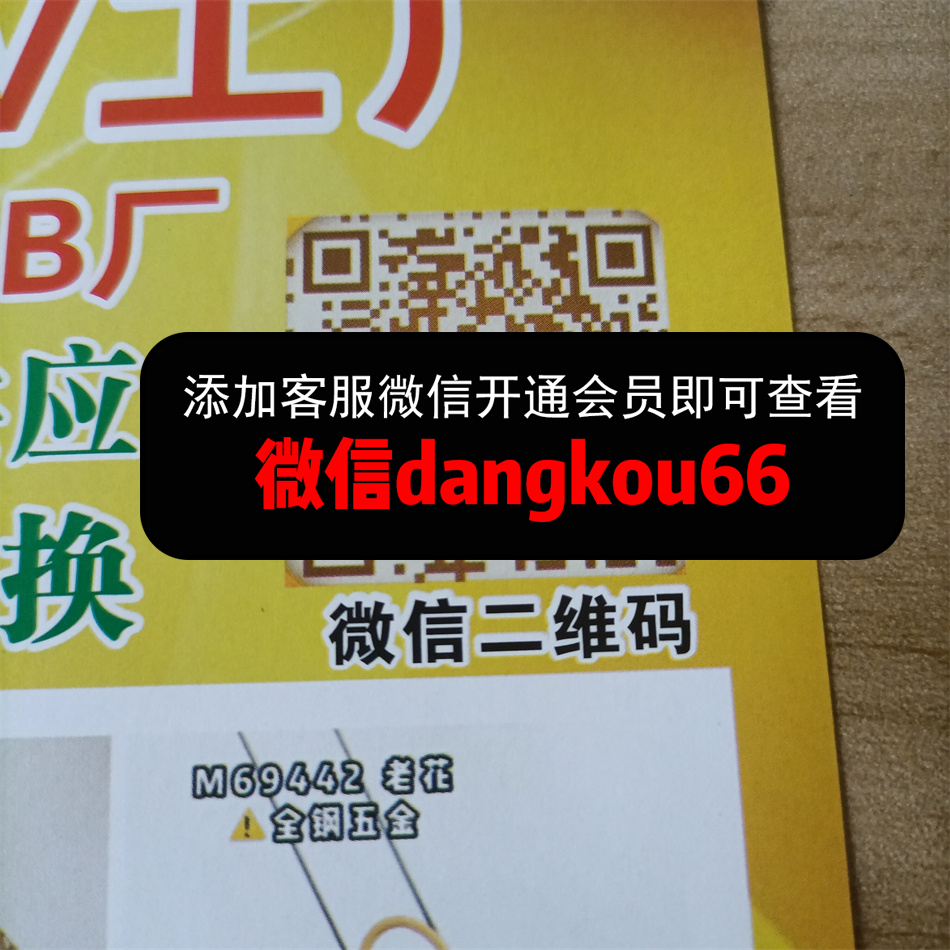 工厂
B厂
应
换
添加客服微信开通会员即可查看
微信dangkou66
微信二维码
M69442 老花
全钢五金